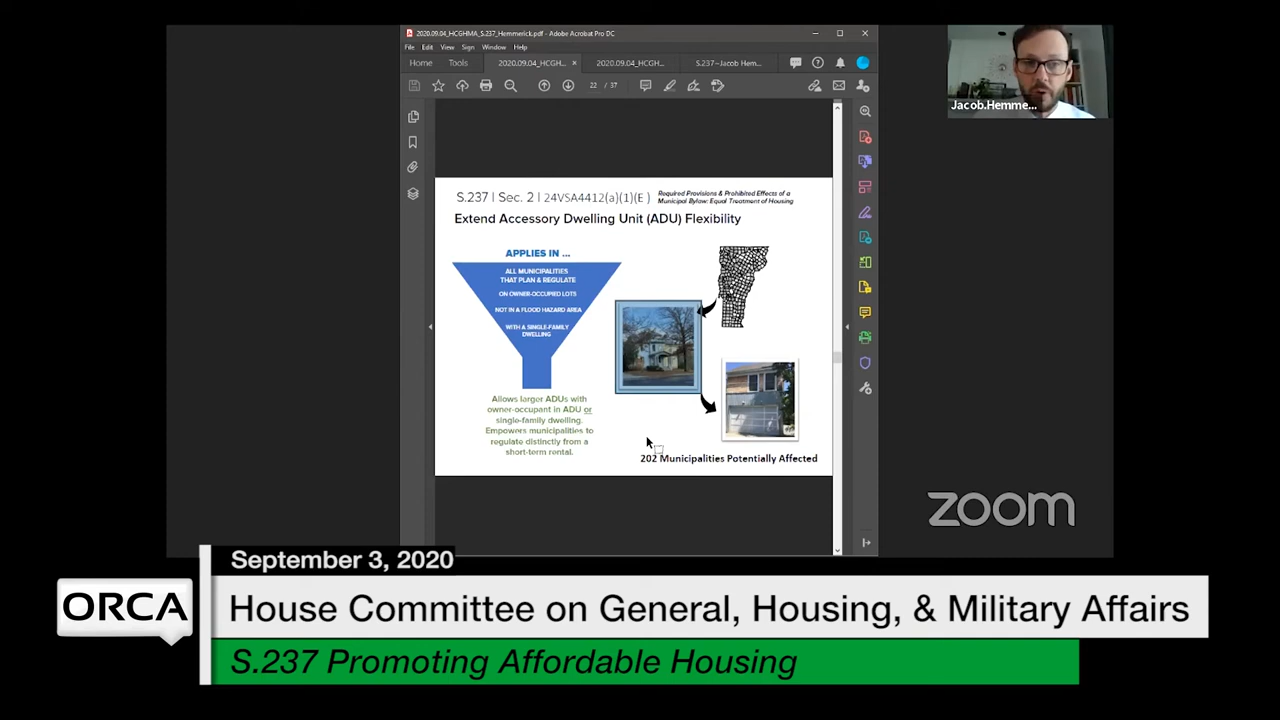 2020.09.04_HCGHMA_S.237_Hemmerick.pdf - Adobe Acrobat Pro DC
File Edit View Sign Window Help
Home Tools 2020.09.04_HCGH... × 2020.09.04_HCGH... S.237~Jacob Hem...
22 / 37
Jacob.Hemme...
S.237 | Sec. 2 | 24VSA4412(a)(1)(E )
Required Provisions & Prohibited Effects of a
Municipal Bylaw: Equal Treatment of Housing
Extend Accessory Dwelling Unit (ADU) Flexibility
APPLIES IN ...
ALL MUNICIPALITIES
THAT PLAN & REGULATE
ON OWNER-OCCUPIED LOTS
NOT IN A FLOOD HAZARD AREA
WITH A SINGLE-FAMILY
DWELLING
Allows larger ADUs with
owner-occupant in ADU or
single-family dwelling.
Empowers municipalities to
regulate distinctly from a
short-term rental.
202 Municipalities Potentially Affected
zoom
September 3, 2020
ORCA
House Committee on General, Housing, & Military Affairs
S.237 Promoting Affordable Housing